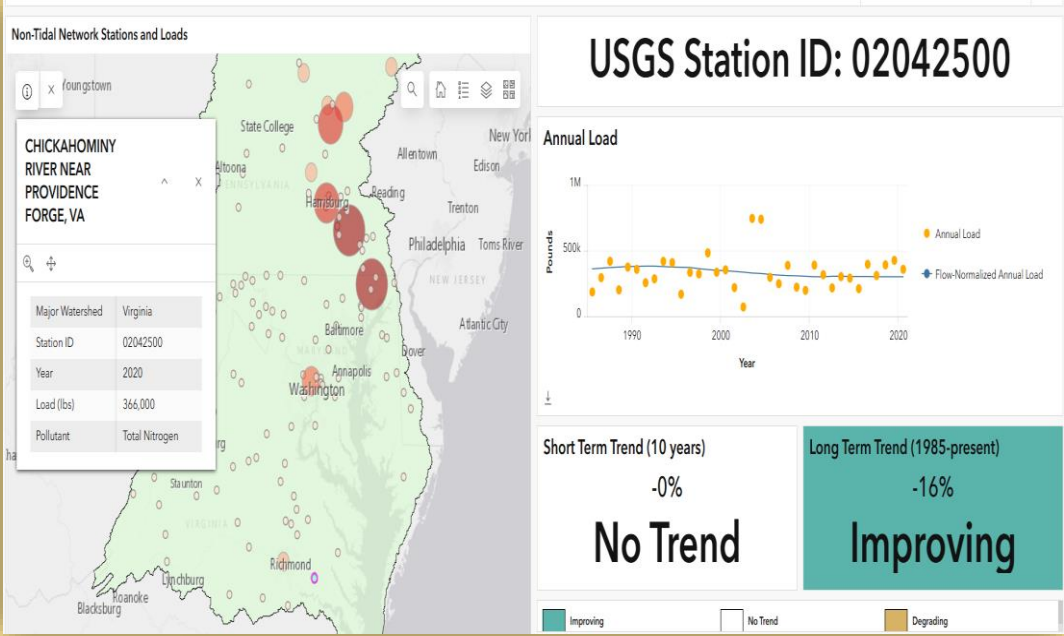 Non-Tidal Network Stations and Loads
Youngstown
State College
New York
Allentown
Edison
Altoona
PENNSYLVANIA
Harrisburg
Reading
Trenton
Philadelphia
Toms River
NEW JERSEY
Baltimore
Atlantic City
MARYLAND
Dover
Annapolis
Washington
Staunton
VIRGINIA
Richmond
Lynchburg
Roanoke
Blacksburg
CHICKAHOMINY
RIVER NEAR
PROVIDENCE
FORGE, VA
Major Watershed Virginia
Station ID 02042500
Year 2020
Load (lbs) 366,000
Pollutant Total Nitrogen
USGS Station ID: 02042500
Annual Load
1M
500k
0
Pounds
1990 2000 2010 2020
Year
Annual Load
Flow-Normalized Annual Load
Short Term Trend (10 years)
-0%
No Trend
Long Term Trend (1985-present)
-16%
Improving
Improving No Trend Degrading